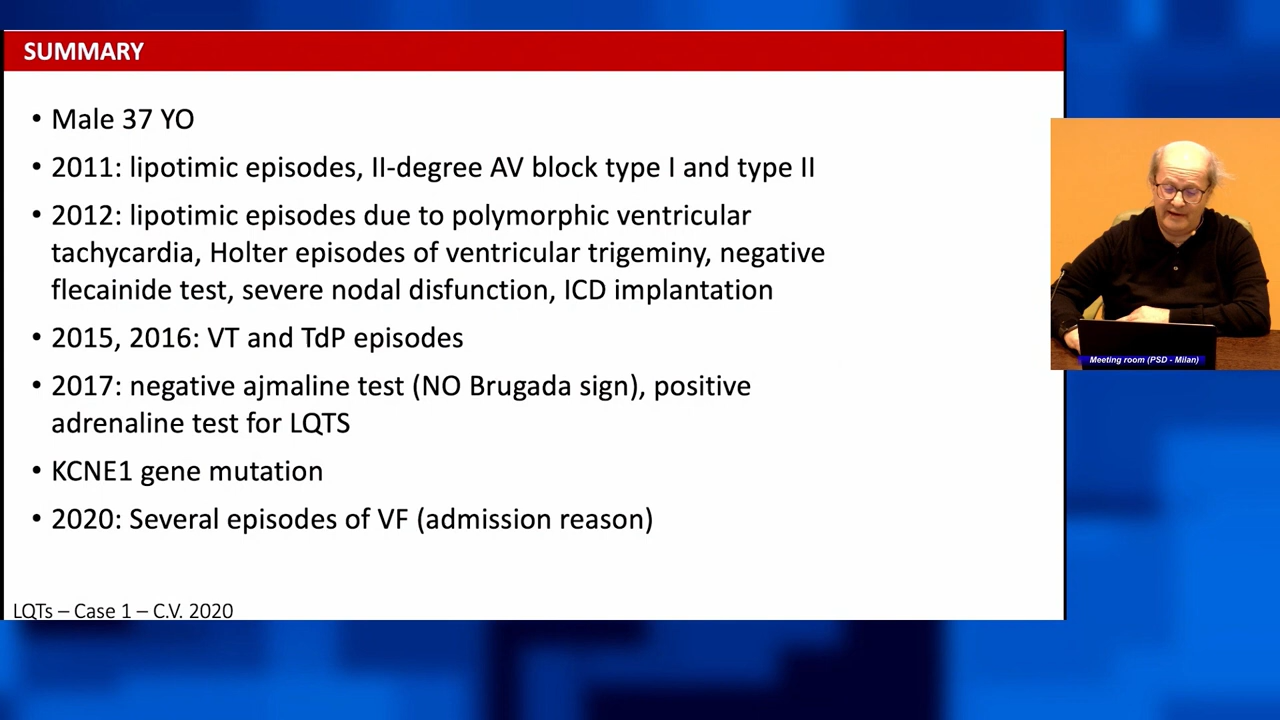 SUMMARY
• Male 37 YO
• 2011: lipotimic episodes, II-degree AV block type I and type II
• 2012: lipotimic episodes due to polymorphic ventricular
tachycardia, Holter episodes of ventricular trigeminy, negative
flecainide test, severe nodal disfunction, ICD implantation
• 2015, 2016: VT and TdP episodes
• 2017: negative ajmaline test (NO Brugada sign), positive
adrenaline test for LQTS
• KCNE1 gene mutation
• 2020: Several episodes of VF (admission reason)
LQTs – Case 1 – C.V. 2020
Meeting room (PSD - Milan)